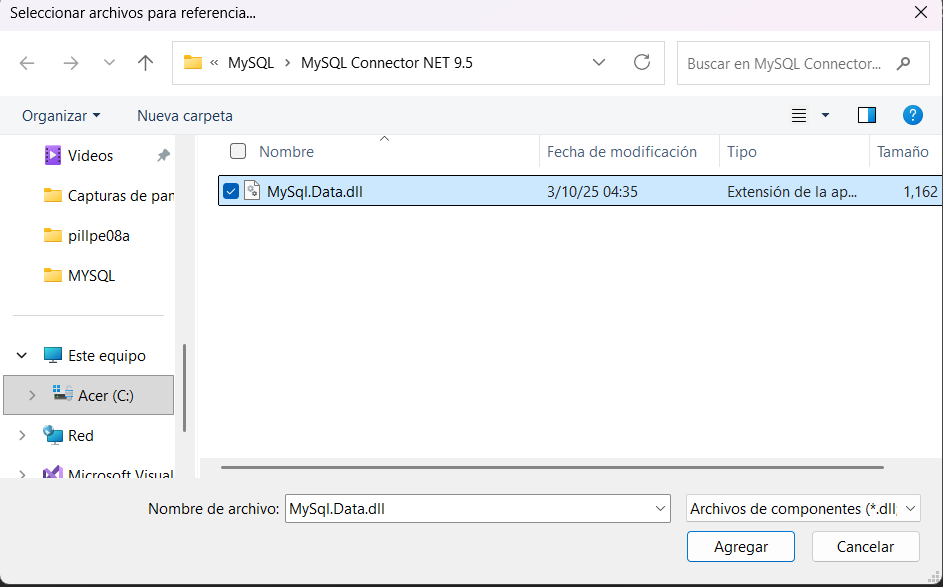 Seleccionar archivos para referencia...
« MySQL > MySQL Connector NET 9.5
Buscar en MySQL Connector...
Organizar
Nueva carpeta
?
Videos
Capturas de pan
pillpe08a
MYSQL
Este equipo
Acer (C:)
Red
Microsoft Visual
Nombre Fecha de modificación Tipo Tamaño
MySql.Data.dll 3/10/25 04:35 Extensión de la ap... 1,162
Nombre de archivo: MySql.Data.dll
Archivos de componentes (*.dll;
Agregar
Cancelar